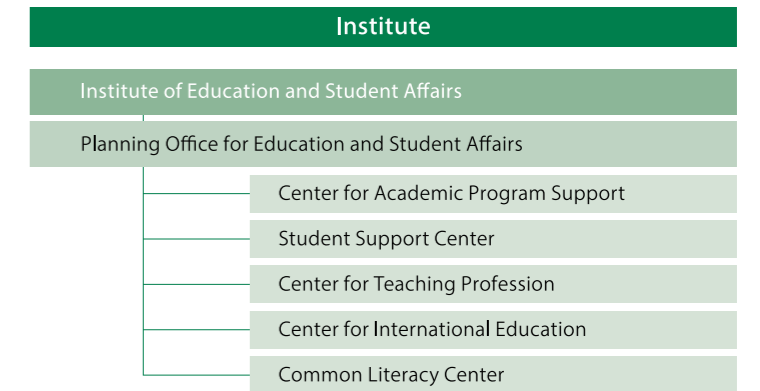 Institute
Institute of Education and Student Affairs
Planning Office for Education and Student Affairs
Center for Academic Program Support
Student Support Center
Center for Teaching Profession
Center for International Education
Common Literacy Center